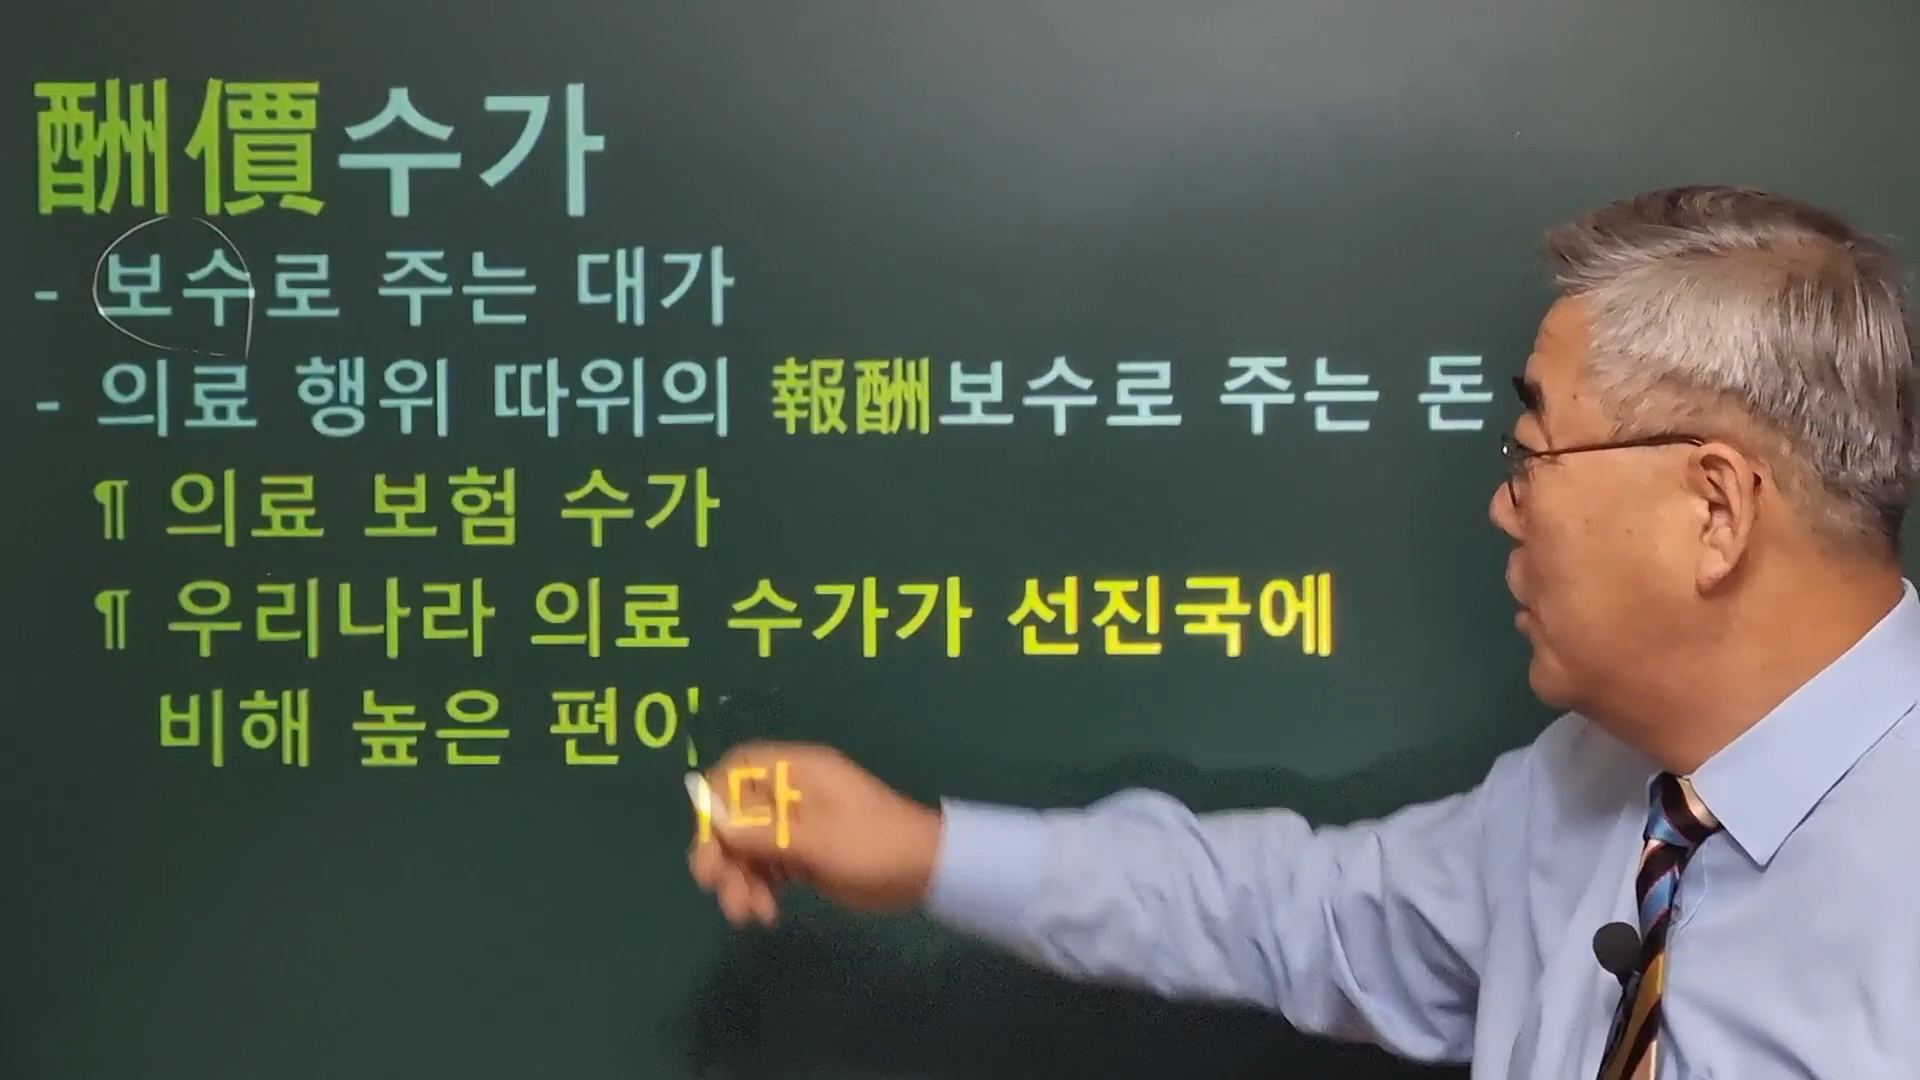 酬價수가
- 보수로 주는 대가
- 의료 행위 따위의 報酬보수로 주는 돈
¶ 의료 보험 수가
¶ 우리나라 의료 수가가 선진국에
비해 높은 편이다